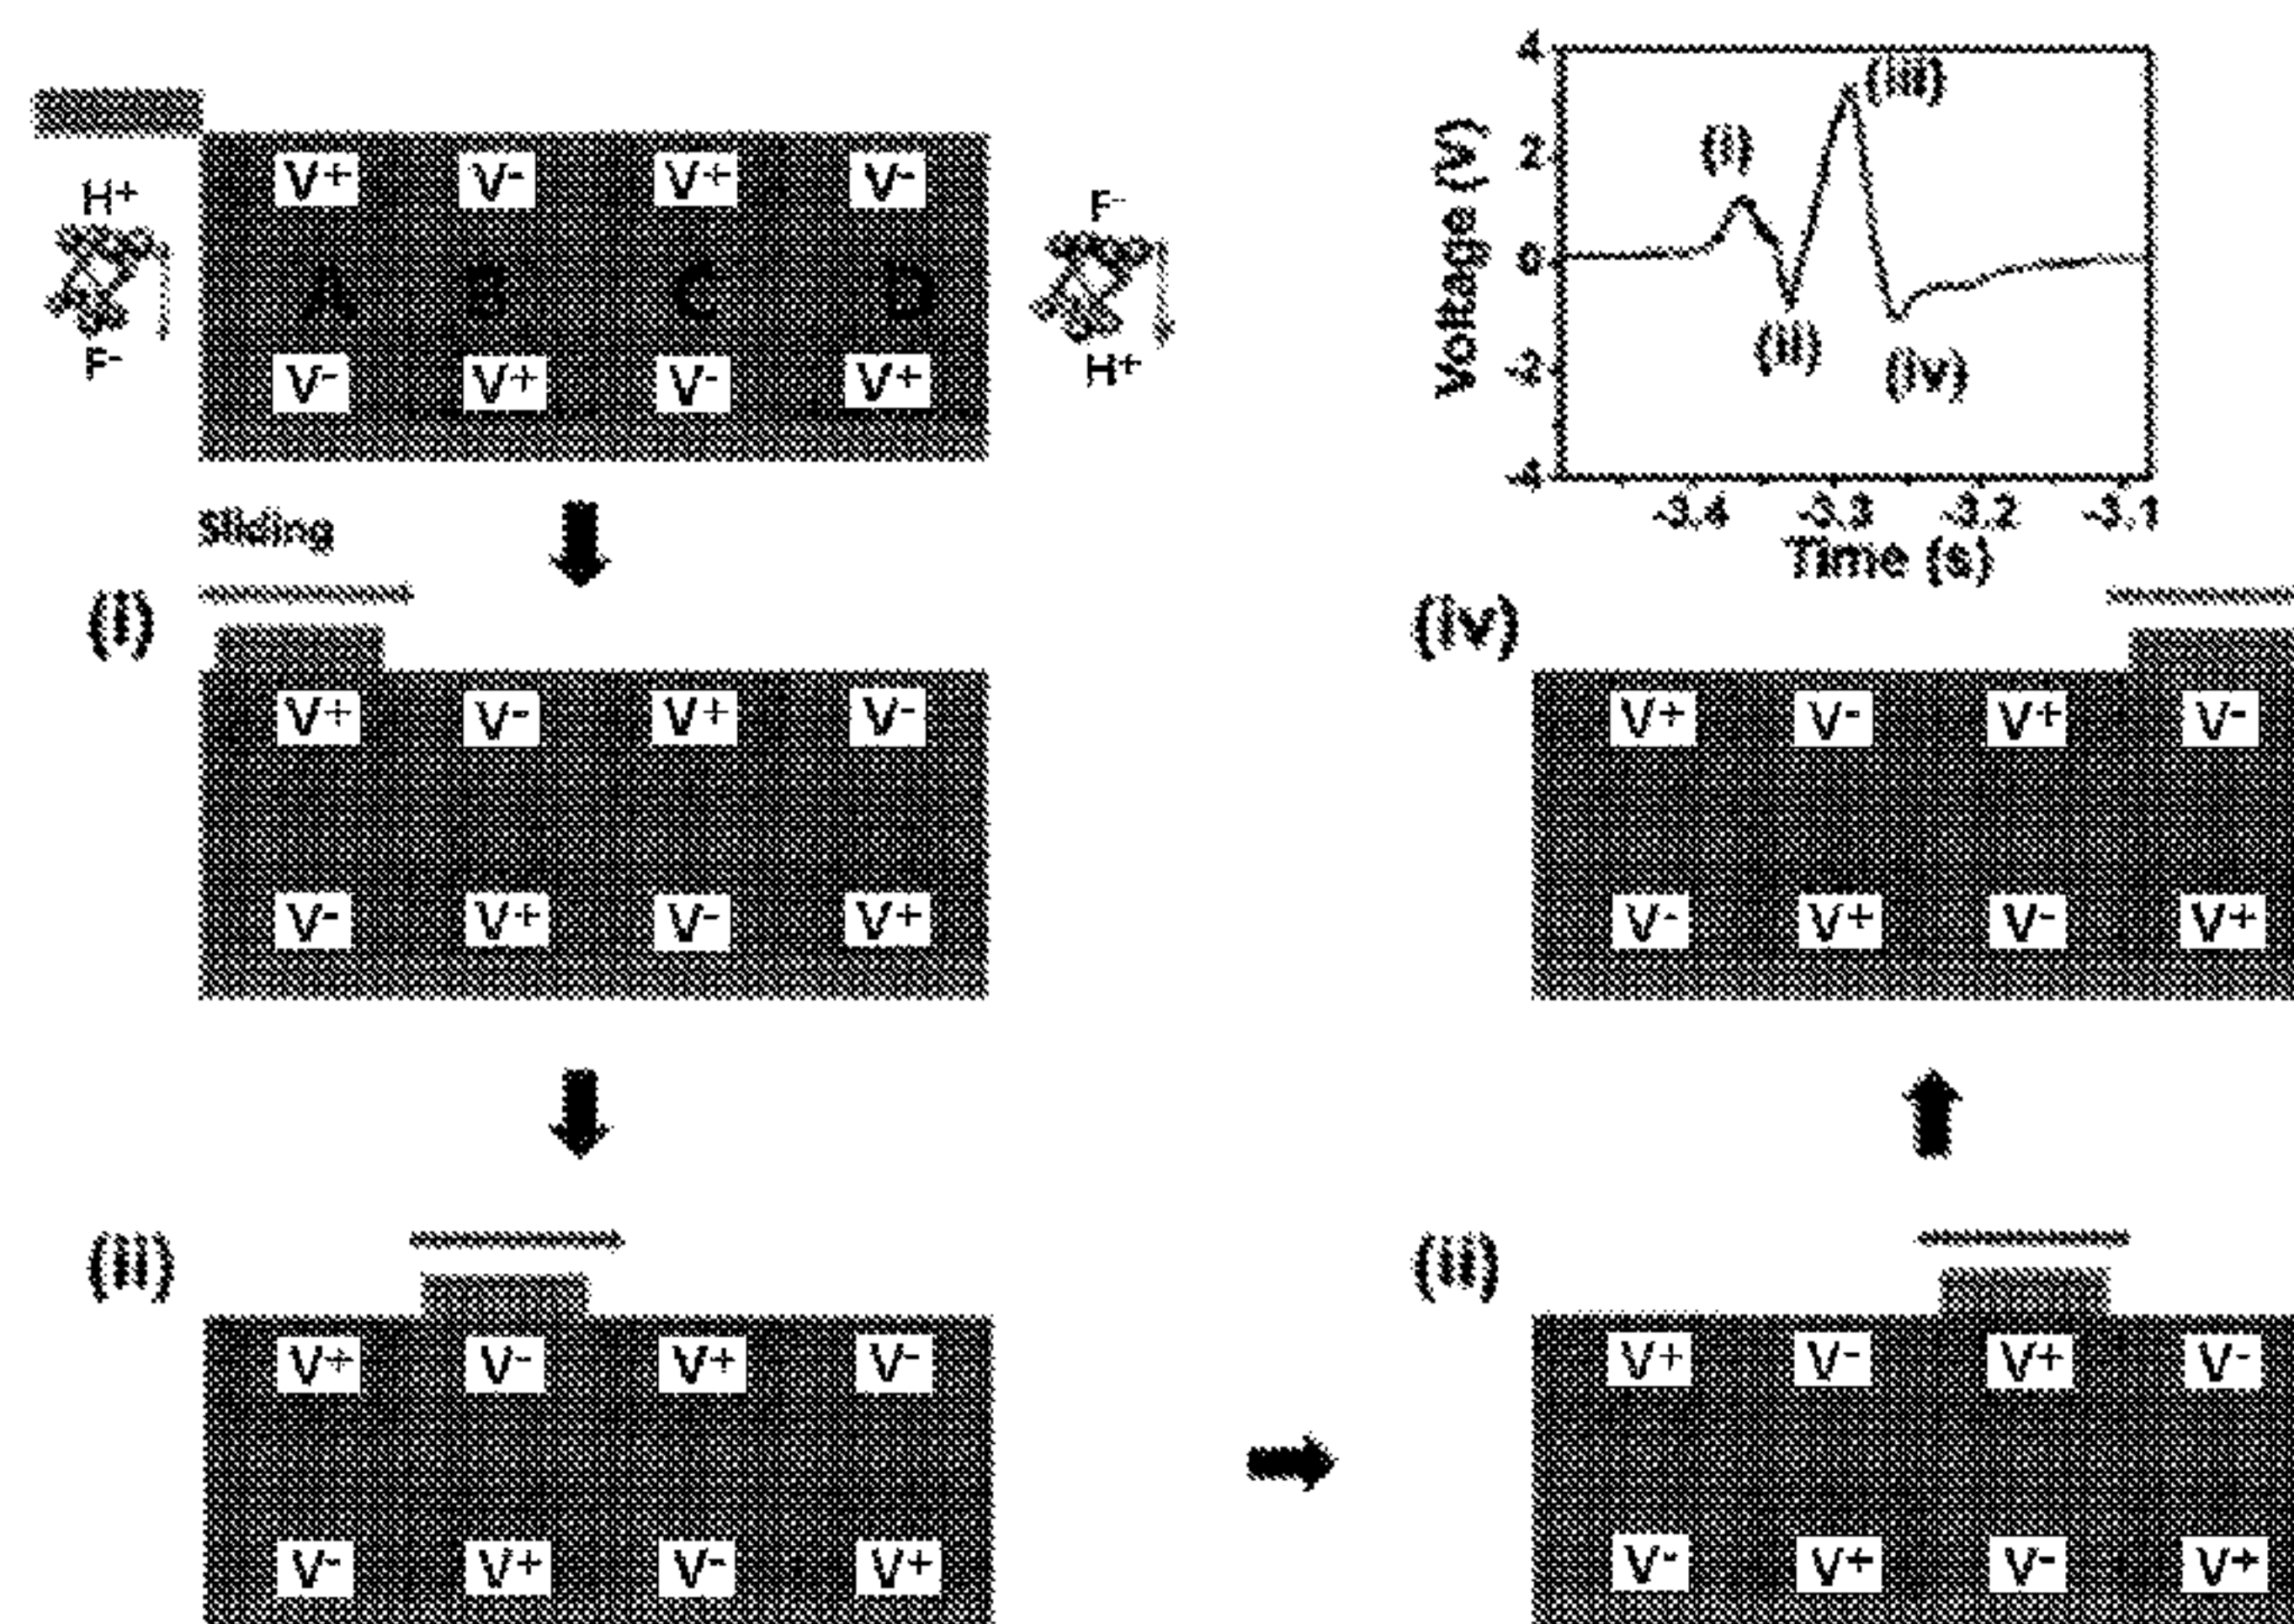 V+ V- V+ V-
H+
A B C D
F-
V- V+ V- V+
F-
H+
4
2
0
-2
-4
Voltage (V)
(i)
(ii)
(iii)
(iv)
-3.4 -3.3 -3.2 -3.1
Time (s)
Sliding
(i)
V+ V- V+ V-
V- V+ V- V+
(ii)
V+ V- V+ V-
V- V+ V- V+
(iii)
V+ V- V+ V-
V- V+ V- V+
(iv)
V+ V- V+ V-
V- V+ V- V+